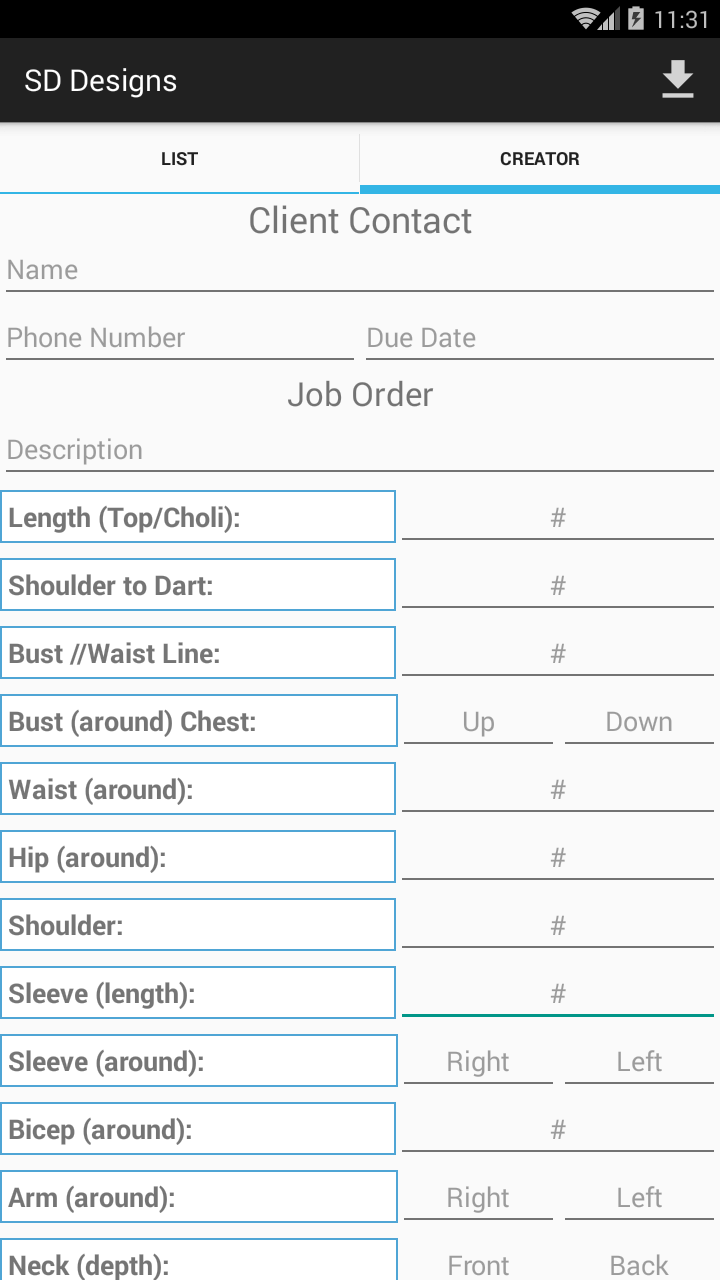 11:31
SD Designs
LIST CREATOR
Client Contact
Name
Phone Number Due Date
Job Order
Description
Length (Top/Choli): #
Shoulder to Dart: #
Bust //Waist Line: #
Bust (around) Chest: Up Down
Waist (around): #
Hip (around): #
Shoulder: #
Sleeve (length): #
Sleeve (around): Right Left
Bicep (around): #
Arm (around): Right Left
Neck (depth): Front Back